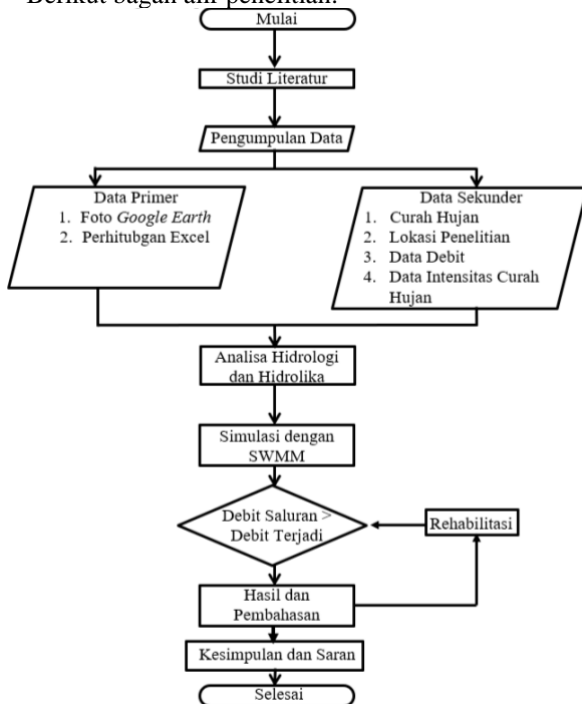 Berikut bagan alir penelitian:
Mulai
Studi Literatur
Pengumpulan Data
Data Primer
1. Foto Google Earth
2. Perhitubgan Excel
Data Sekunder
1. Curah Hujan
2. Lokasi Penelitian
3. Data Debit
4. Data Intensitas Curah
Hujan
Analisa Hidrologi
dan Hidrolika
Simulasi dengan
SWMM
Debit Saluran >
Debit Terjadi
Rehabilitasi
Hasil dan
Pembahasan
Kesimpulan dan Saran
Selesai